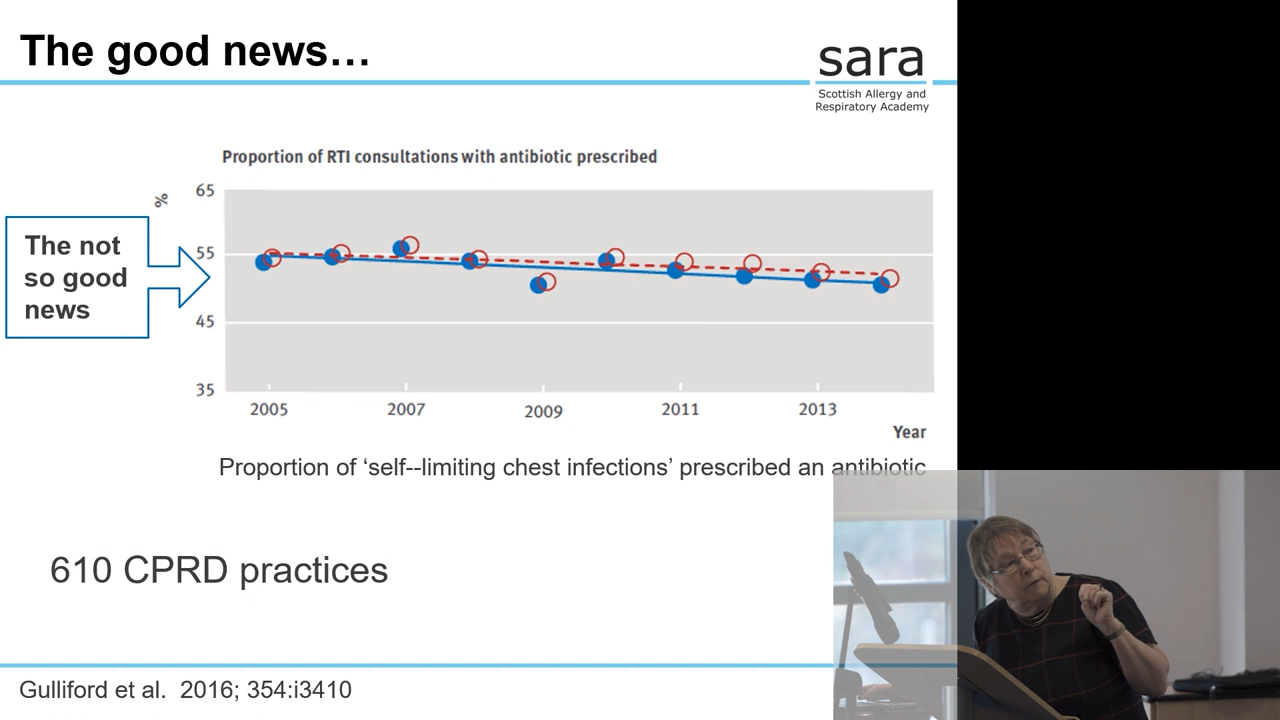 The good news…
sara
Scottish Allergy and
Respiratory Academy
Proportion of RTI consultations with antibiotic prescribed
%
65
55
45
35
The not
so good
news
2005
2007
2009
2011
2013
Year
Proportion of ‘self--limiting chest infections’ prescribed an antibiotic
610 CPRD practices
Gulliford et al.  2016; 354:i3410